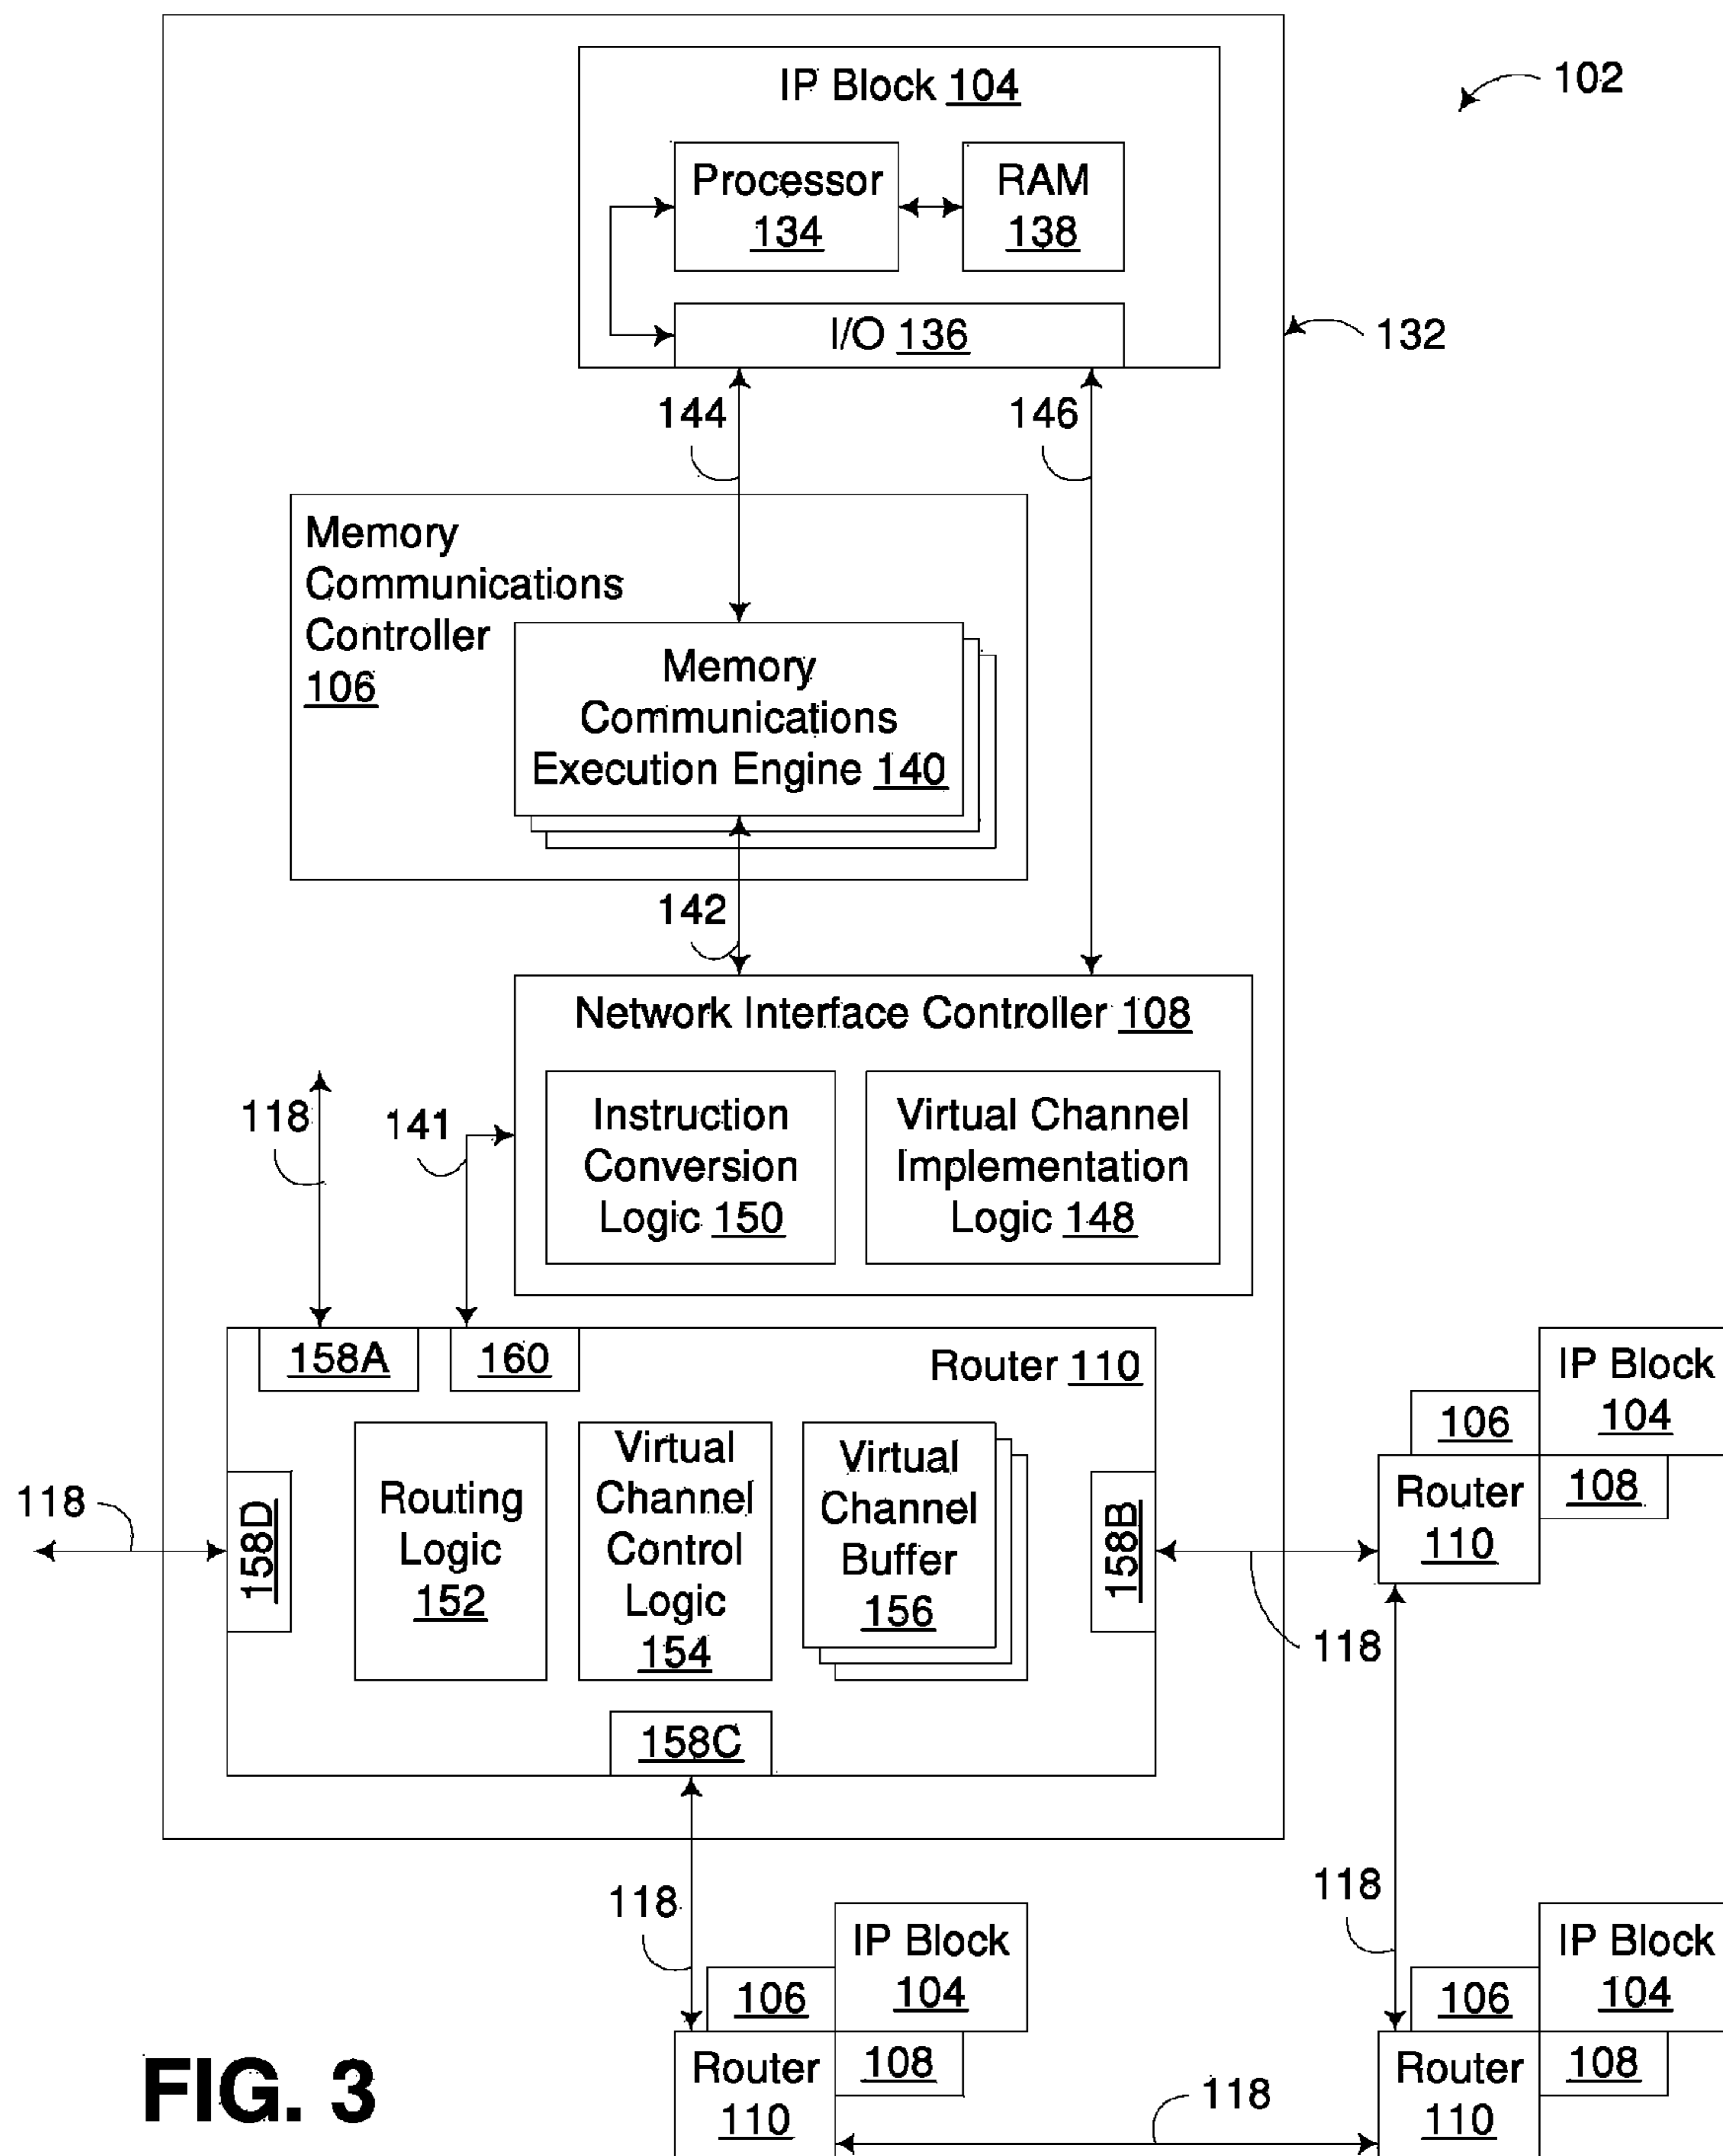 IP Block 104
102
Processor
134
RAM
138
I/O 136
132
144
146
Memory
Communications
Controller
106
Memory
Communications
Execution Engine 140
142
Network Interface Controller 108
118
141
Instruction
Conversion
Logic 150
Virtual Channel
Implementation
Logic 148
158A
160
Router 110
IP Block
104
106
Router
110
108
118
158D
Routing
Logic
152
Virtual
Channel
Control
Logic
154
Virtual
Channel
Buffer
156
158B
118
158C
118
118
IP Block
104
106
Router
110
108
IP Block
104
106
Router
110
108
118
FIG. 3